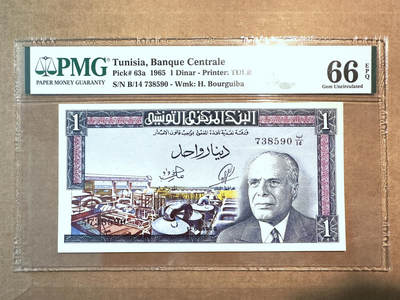 PMG
PAPER MONEY GUARANTY
Tunisia, Banque Centrale
Pick# 63a 1965 1 Dinar - Printer: TDLR
S/N B/14 738590 - Wmk: H. Bourguiba
66 EPQ
Gem Uncirculated
1 البنك المركزي التونسي 1
738590 ب/14
دينار واحد
1 1